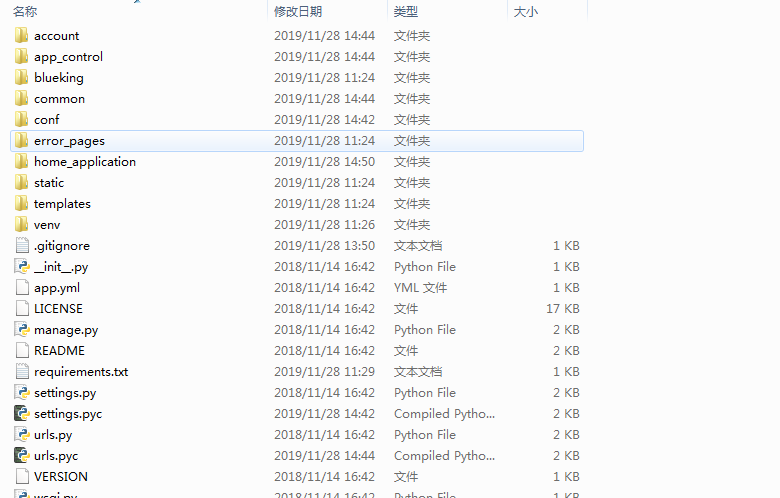 名称 修改日期 类型 大小
account 2019/11/28 14:44 文件夹
app_control 2019/11/28 14:44 文件夹
blueking 2019/11/28 11:24 文件夹
common 2019/11/28 14:44 文件夹
conf 2019/11/28 14:42 文件夹
error_pages 2019/11/28 11:24 文件夹
home_application 2019/11/28 14:50 文件夹
static 2019/11/28 11:24 文件夹
templates 2019/11/28 11:24 文件夹
venv 2019/11/28 11:26 文件夹
.gitignore 2019/11/28 13:50 文本文档 1 KB
__init__.py 2018/11/14 16:42 Python File 1 KB
app.yml 2018/11/14 16:42 YML 文件 1 KB
LICENSE 2018/11/14 16:42 文件 17 KB
manage.py 2018/11/14 16:42 Python File 2 KB
README 2018/11/14 16:42 文件 2 KB
requirements.txt 2019/11/28 11:29 文本文档 1 KB
settings.py 2018/11/14 16:42 Python File 2 KB
settings.pyc 2019/11/28 14:42 Compiled Pytho... 2 KB
urls.py 2018/11/14 16:42 Python File 2 KB
urls.pyc 2019/11/28 14:44 Compiled Pytho... 2 KB
VERSION 2018/11/14 16:42 文件 1 KB
wsgi.py 2018/11/14 16:42 Python File 2 KB